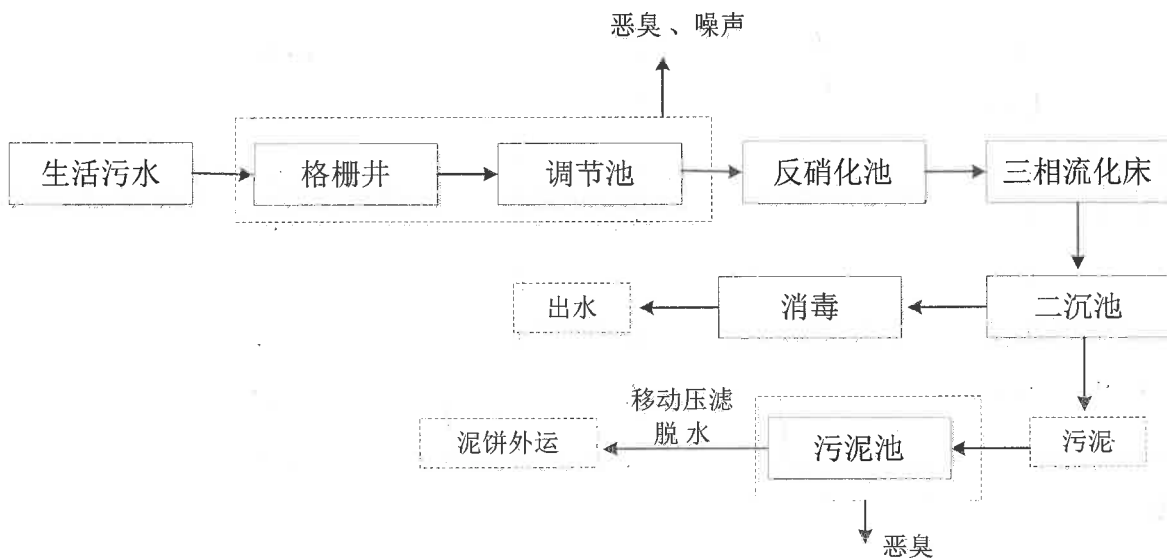 恶臭、噪声
生活污水
格栅井
调节池
反硝化池
三相流化床
出水
消毒
二沉池
移动压滤
脱水
泥饼外运
污泥池
污泥
恶臭